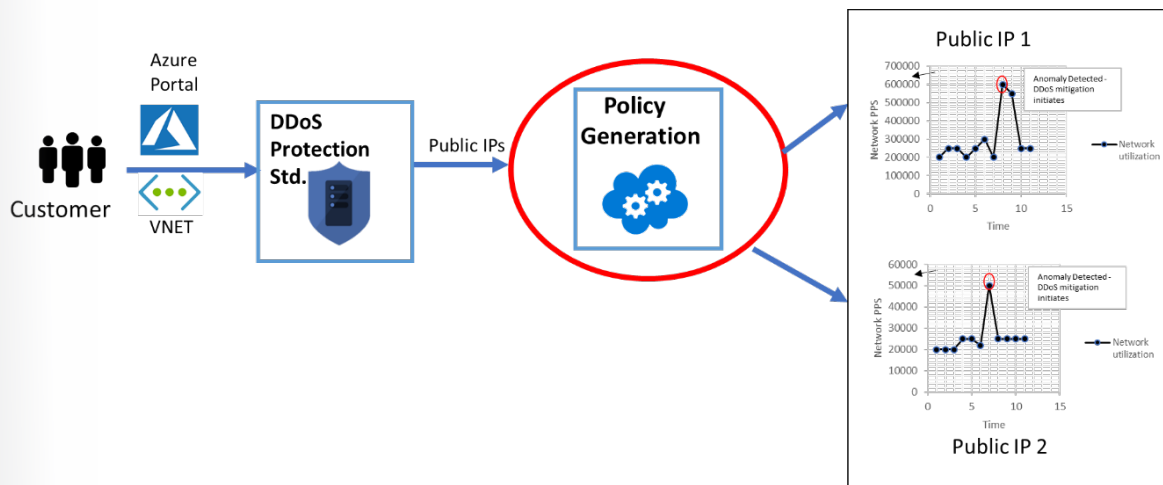 Azure
Portal
Customer
VNET
DDoS
Protection
Std.
Public IPs
Policy
Generation
Public IP 1
Network PPS
700000
600000
500000
400000
300000
200000
100000
0
0 5 10 15
Time
Anomaly Detected -
DDoS mitigation
initiates
Network
utilization
Network PPS
60000
50000
40000
30000
20000
10000
0
0 5 10 15
Time
Anomaly Detected -
DDoS mitigation
initiates
Network
utilization
Public IP 2